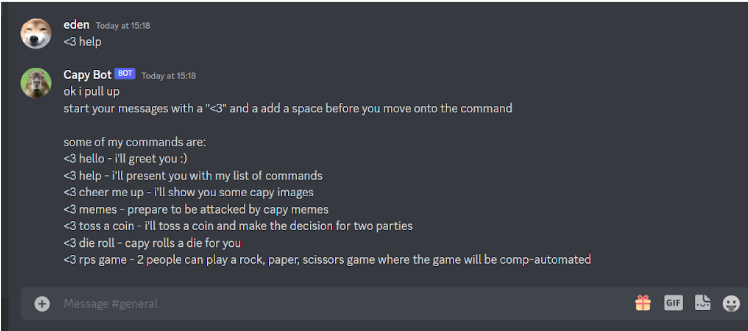 eden Today at 15:18
<3 help
Capy Bot BOT Today at 15:18
ok i pull up
start your messages with a "<3" and a add a space before you move onto the command
some of my commands are:
<3 hello - i'll greet you :)
<3 help - i'll present you with my list of commands
<3 cheer me up - i'll show you some capy images
<3 memes - prepare to be attacked by capy memes
<3 toss a coin - i'll toss a coin and make the decision for two parties
<3 die roll - capy rolls a die for you
<3 rps game - 2 people can play a rock, paper, scissors game where the game will be comp-automated
Message #general GIF